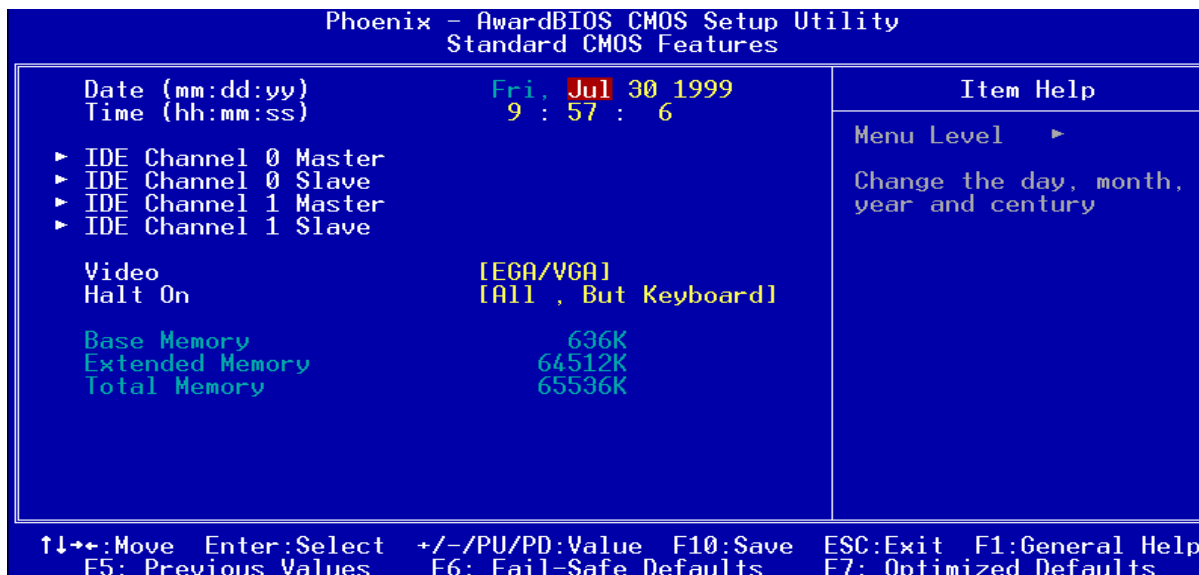 Phoenix - AwardBIOS CMOS Setup Utility
Standard CMOS Features
Date (mm:dd:yy) Fri, Jul 30 1999
Time (hh:mm:ss) 9 : 57 : 6
► IDE Channel 0 Master
► IDE Channel 0 Slave
► IDE Channel 1 Master
► IDE Channel 1 Slave
Video [EGA/VGA]
Halt On [All , But Keyboard]
Base Memory 636K
Extended Memory 64512K
Total Memory 65536K
Item Help
Menu Level ►
Change the day, month,
year and century
↑↓→←:Move Enter:Select +/-/PU/PD:Value F10:Save ESC:Exit F1:General Help
F5: Previous Values F6: Fail-Safe Defaults F7: Optimized Defaults